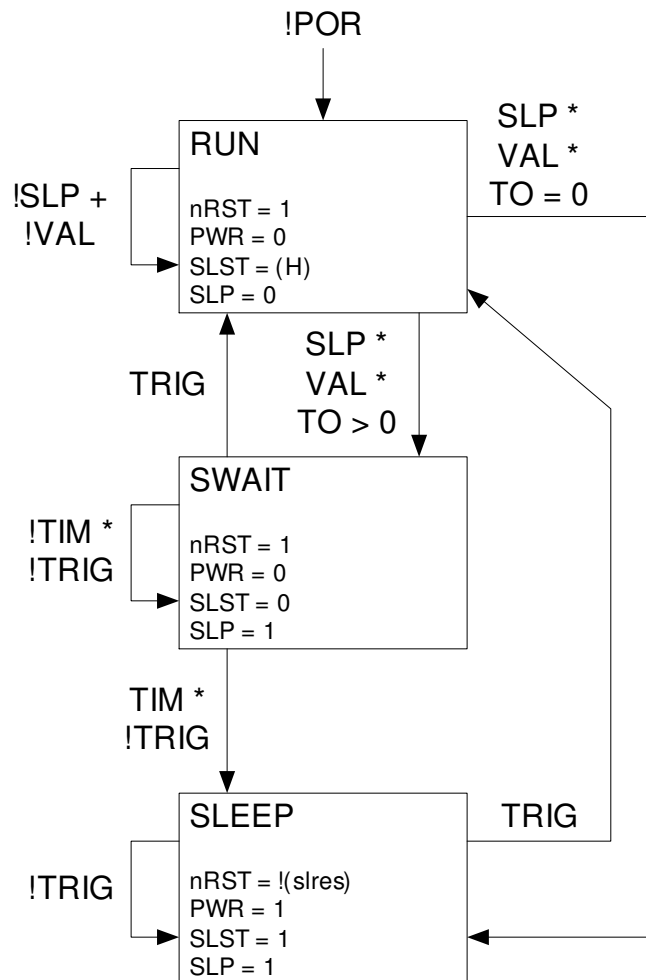 !POR
RUN
nRST = 1
PWR = 0
SLST = (H)
SLP = 0
!SLP +
!VAL
SLP *
VAL *
TO = 0
TRIG
SLP *
VAL *
TO > 0
SWAIT
nRST = 1
PWR = 0
SLST = 0
SLP = 1
!TIM *
!TRIG
TIM *
!TRIG
SLEEP
nRST = !(slres)
PWR = 1
SLST = 1
SLP = 1
!TRIG
TRIG